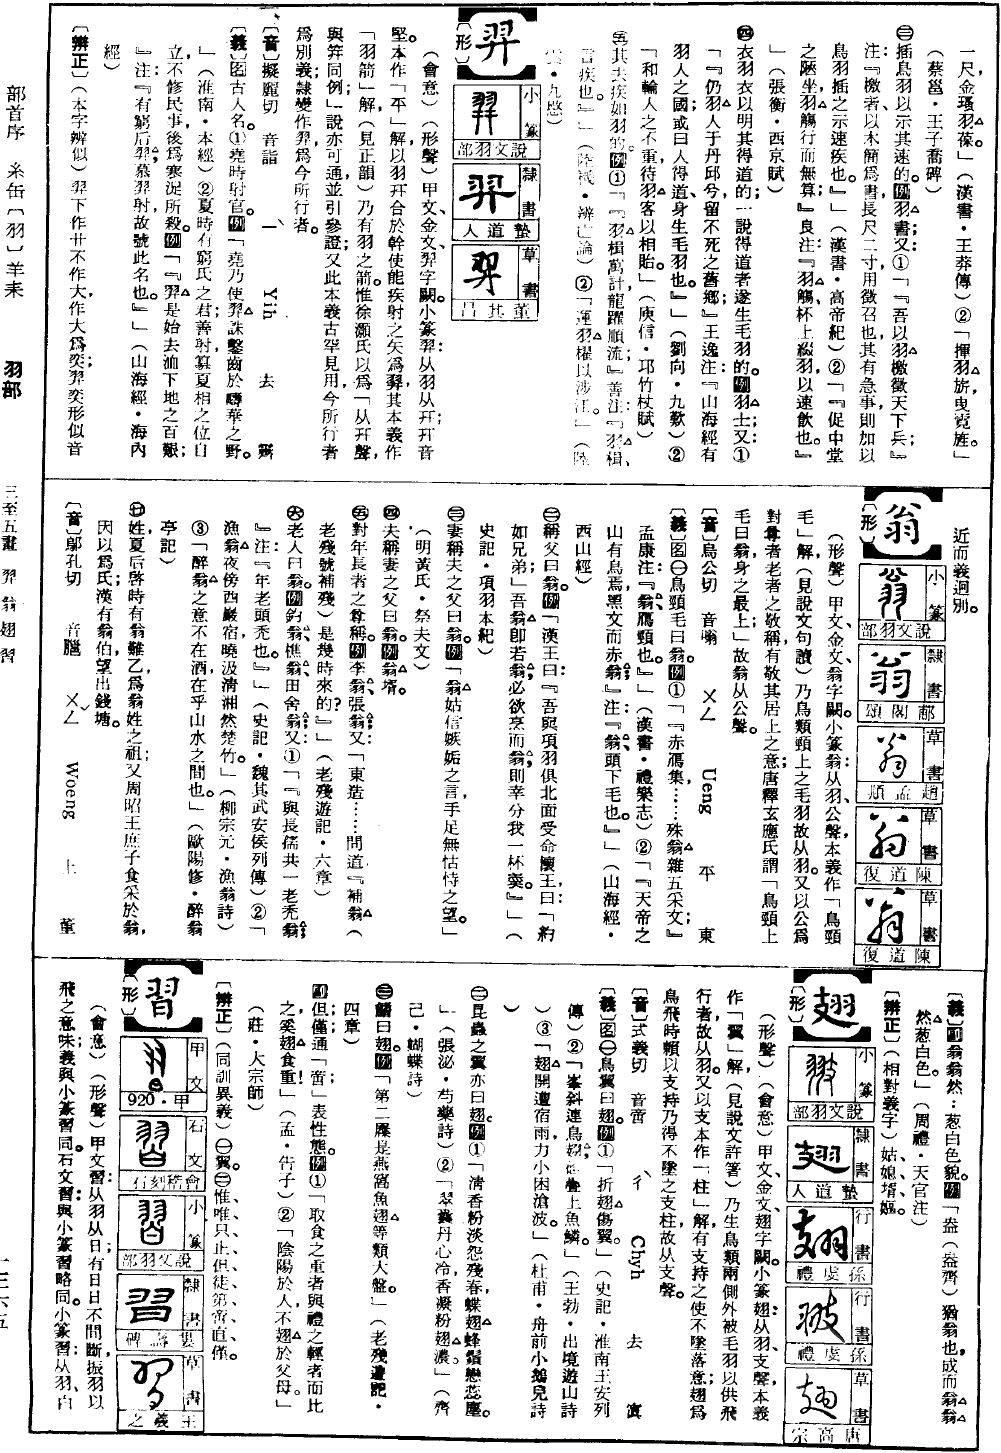 部首序　糸缶〔羽〕羊耒
羽部
三至五畫　羿翁翅習
一三六五
一尺金瑵羽葆。」（漢書・王莽傳）②「揮羽旂曳霓旌。」
（蔡邕・王子喬碑）
㊂插鳥羽以示其速的。例羽書；又：①「『吾以羽檄徵天下兵；』
注：『檄者以木簡爲書長尺二寸，用徵召也，其有急事則加以
鳥羽插之，示速疾也。』」（漢書・高帝紀）②「『促中堂
之陿坐，羽觴行而無算；』良注：『羽觴，杯上綴羽，以速飲也。』
」（張衡・西京賦）
㊃衣羽衣以明其得道的，一說得道者遂生毛羽的。例羽士；又：①
「『仍羽人于丹邱兮，留不死之舊鄉；』王逸注：『山海經有
羽人之國；或曰人得道，身生毛羽也。』」（劉向・九歎）②
「和輪人之不重，待羽客以相貽。」（庾信・邛竹杖賦）
㊄其疾如羽的。例①「『羽楫萬計，龍躍順流；』善注：『羽楫，
言疾也。』」（陸機・辨亡論）②「運羽櫂以涉江。」（陸
雲・九愍）
羿
〔形〕
小篆　說文羽部
隸書　蟄道人
草書　董其昌
（會意）（形聲）甲文、金文羿字闕。小篆羿：从羽、从幵；幵音
堅，本作「平」解，以羽幵合於幹使能疾射之矢爲羿；其本義作
「羽箭」解（見正韻），乃有羽之箭。惟徐灝氏以爲「从幵聲，
與笄同例」；說亦可通，並引參證；又此本義古罕見用，今所行者
爲別義；隸變作羿，爲今所行者。
〔音〕擬麗切　音詣　ㄧˋ　Yih　去　霽
〔義〕名古人名。①堯時射官。例「堯乃使羿誅鑿齒於疇華之野。
」（淮南・本經）②夏時有窮氏之君，善射，篡夏相之位自
立，不修民事，後爲寒浞所殺。例「『羿是始去洫，下地之百艱；
』注：『有窮后羿，慕羿射，故號此名也。』」（山海經・海內
經）
〔辨正〕（本字辨似）羿下作廾，不作大，作大爲奕；羿奕形似音
近而義迥別。
翁
〔形〕
小篆　說文羽部
隸書　郙閣頌
草書　趙孟順
草書　陳道復
草書　陳道復
（形聲）甲文、金文翁字闕。小篆翁：从羽、公聲，本義作「鳥頸
毛」解（見說文句讀），乃鳥類頸上之毛羽，故从羽。又以公爲
對尊者老者之敬稱，有敬其居上之意；唐釋玄應氏謂「鳥頸上
毛曰翁，身之最上」，故翁从公聲。
〔音〕烏公切　音嗡　ㄨㄥ　Ueng　平　東
〔義〕名㊀鳥頸毛曰翁。例①「『赤鴈集……殊翁雜五采文；』
孟康注：『翁，鴈頸也。』」（漢書・禮樂志）②「『天帝之
山有鳥焉，黑文而赤翁；』注：『翁，頭下毛也。』」（山海經・
西山經）
㊁稱父曰翁。例「漢王曰：『吾與項羽俱北面受命懷王，曰：「約
如兄弟」；吾翁卽若翁，必欲烹而翁，則幸分我一杯羹。』」（
史記・項羽本紀）
㊂妻稱夫之父曰翁。例「翁姑信嫉妬之言，手足無怙恃之望。」
（明黃氏・祭夫文）
㊃夫稱妻之父曰翁。例翁壻。
㊄對年長者之尊稱。例李翁，張翁；又：「東造……問道『補翁（
老殘號補殘）是幾時來的？』」（老殘遊記・六章）
㊅老人曰翁。例釣翁、樵翁、田舍翁；又：①「『與長孺共一老禿翁；
』注：『年老頭禿也。』」（史記・魏其武安侯列傳）②「
漁翁夜傍西巖宿，曉汲清湘然楚竹。」（柳宗元・漁翁詩）
③「醉翁之意不在酒，在乎山水之間也。」（歐陽修・醉翁
亭記）
㊆姓。夏后啓時有翁難乙，爲翁姓之祖；又周昭王庶子食采於翁，
因以爲氏；漢有翁伯。望出錢塘。
〔音〕鄔孔切　音臘　ㄨㄥˇ　Woeng　上　董
〔義〕副翁翁然：葱白色貌。例「盎（盎齊）猶翁也，成而翁翁
然葱白色。」（周禮・天官注）
〔辨正〕（相對義字）姑、媳、壻、嫗。
翅
〔形〕
小篆　說文羽部
隸書　蟄道人
行書　孫虔禮
行書　孫虔禮
草書　唐高宗
（形聲）（會意）甲文、金文翅字闕。小篆翅：从羽、支聲，本義
作「翼」解（見說文許箸），乃生鳥類兩側外被毛羽以供飛
行者，故从羽。又以支本作「柱」解，有支持之使不墜落意；翅爲
鳥飛時賴以支持乃得不墜之支柱，故从支聲。
〔音〕式義切　音啻　ㄔˋ　Chyh　去　寘
〔義〕名㊀鳥翼曰翅。例①「折翅傷翼。」（史記・淮南王安列
傳）②「峯斜連鳥翅，磴疊上魚鱗。」（王勃・出境遊山詩
）③「翅開遭宿雨，力小困滄波。」（杜甫・舟前小鵝兒詩
）
㊁昆蟲之翼亦曰翅。例①「清香粉淡怨殘春，蝶翅蜂鬚戀蕊塵。
」（張泌・芍藥詩）②「翠裛丹心冷，香凝粉翅濃。」（齊
己・蝴蝶詩）
㊂鰭曰翅。例「第二層是燕窩魚翅等類大盤。」（老殘遊記・
四章）
副但僅；通「啻」，表性態。例①「取食之重者，與禮之輕者而比
之，奚翅食重！」（孟・告子）②「陰陽於人，不翅於父母。」
（莊・大宗師）
〔辨正〕（同訓異義）㊀翼。㊁惟、唯、只、止、但、徒、第、啻、直、僅。
習
〔形〕
甲文　甲・920
石文　會稽刻石
小篆　說文習部
隸書　婁壽碑
草書　王羲之
（會意）（形聲）甲文習：从羽从日，有日日不間斷振羽以
飛之意味，義與小篆習同。石文習：與小篆習略同。小篆習：从羽、白